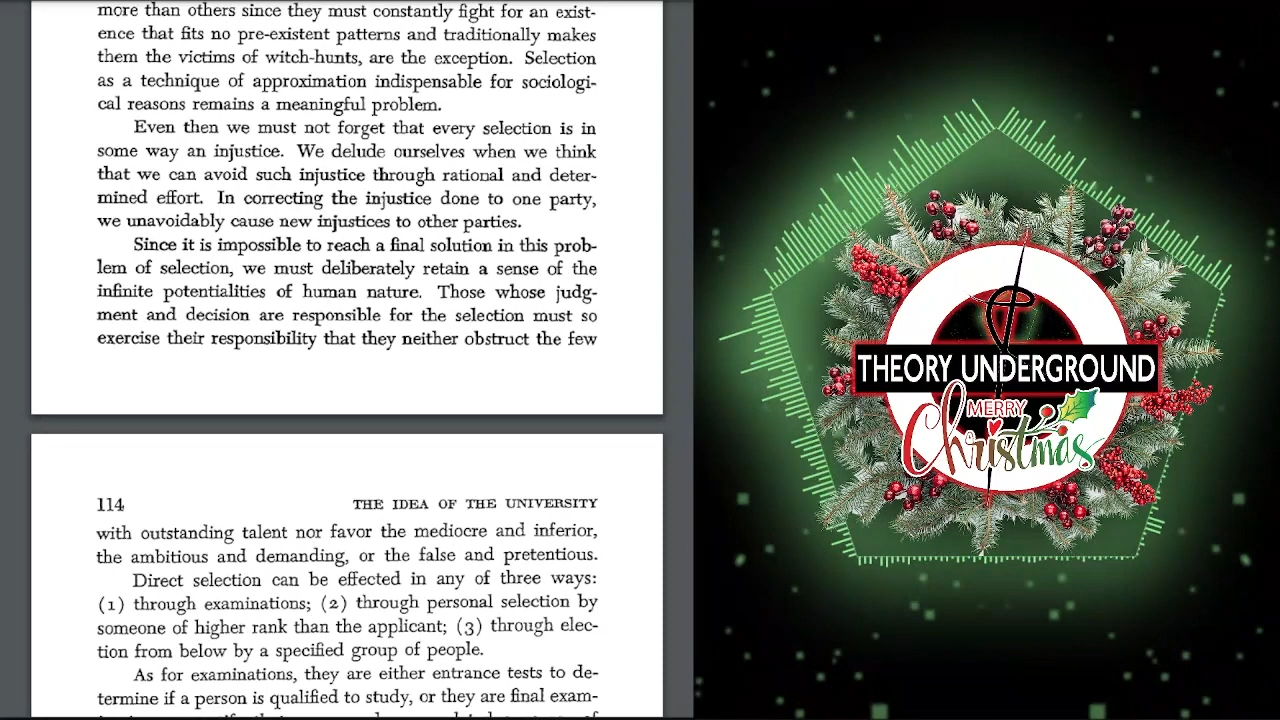 more than others since they must constantly fight for an exist-
ence that fits no pre-existent patterns and traditionally makes
them the victims of witch-hunts, are the exception. Selection
as a technique of approximation indispensable for sociologi-
cal reasons remains a meaningful problem.
Even then we must not forget that every selection is in
some way an injustice. We delude ourselves when we think
that we can avoid such injustice through rational and deter-
mined effort. In correcting the injustice done to one party,
we unavoidably cause new injustices to other parties.
Since it is impossible to reach a final solution in this prob-
lem of selection, we must deliberately retain a sense of the
infinite potentialities of human nature. Those whose judg-
ment and decision are responsible for the selection must so
exercise their responsibility that they neither obstruct the few
114 THE IDEA OF THE UNIVERSITY
with outstanding talent nor favor the mediocre and inferior,
the ambitious and demanding, or the false and pretentious.
Direct selection can be effected in any of three ways:
(1) through examinations; (2) through personal selection by
someone of higher rank than the applicant; (3) through elec-
tion from below by a specified group of people.
As for examinations, they are either entrance tests to de-
termine if a person is qualified to study, or they are final exam-
THEORY UNDERGROUND
MERRY
Christmas